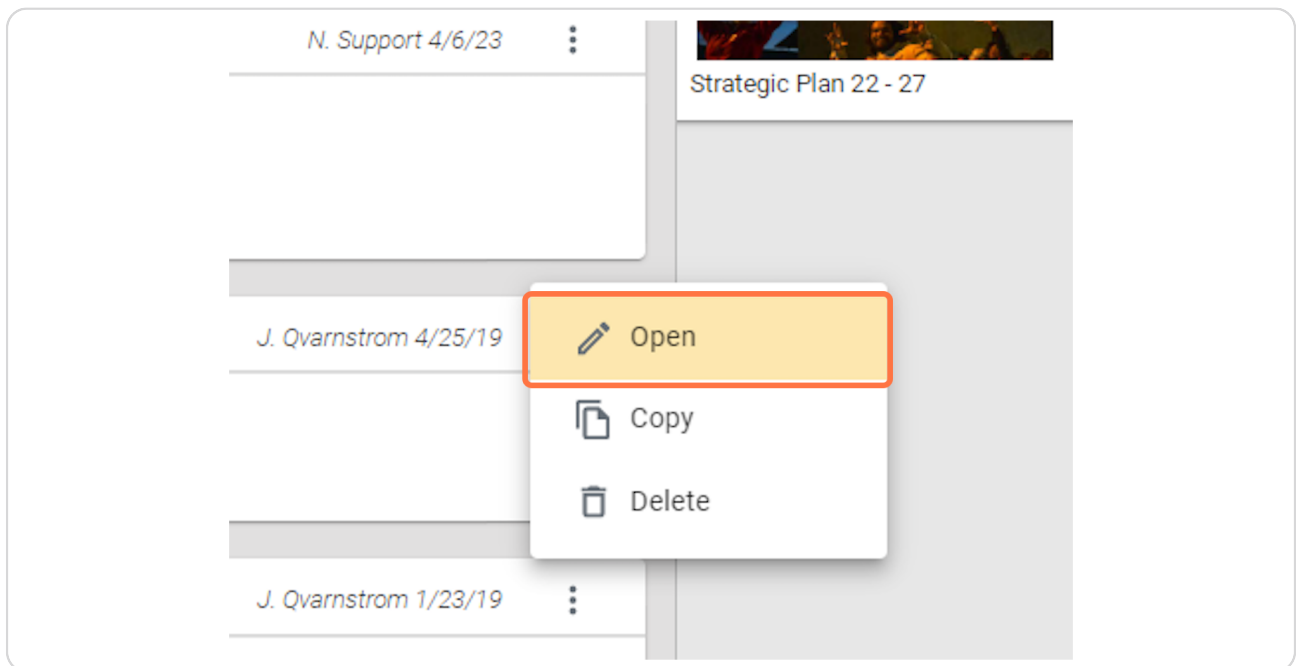 N. Support 4/6/23
Strategic Plan 22 - 27
J. Qvarnstrom 4/25/19
Open
Copy
Delete
J. Qvarnstrom 1/23/19